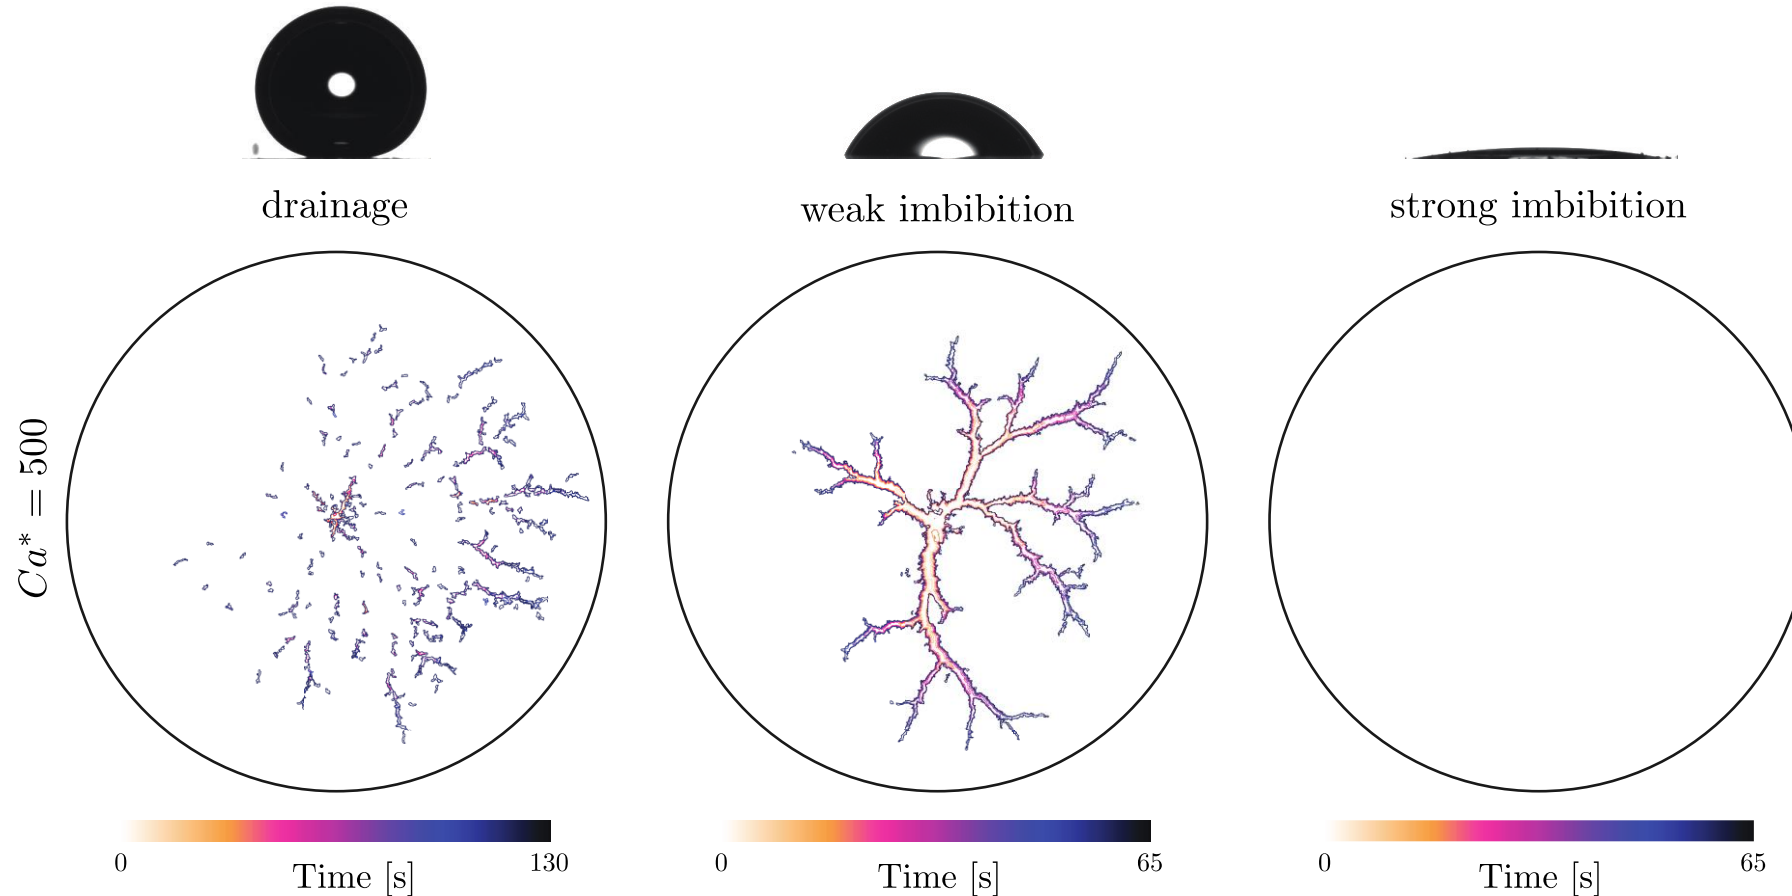 drainage
weak imbibition
strong imbibition
Ca* = 500
0
130
Time [s]
0
65
Time [s]
0
65
Time [s]